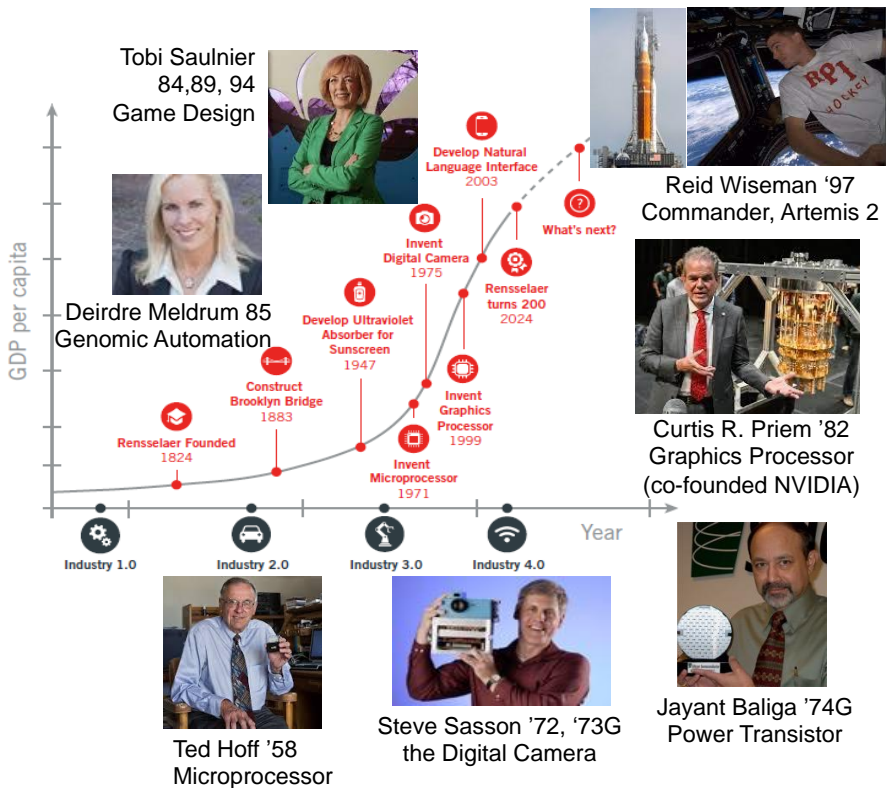 Tobi Saulnier
84,89, 94
Game Design
RPI
HOCKEY
Reid Wiseman ‘97
Commander, Artemis 2
Deirdre Meldrum 85
Genomic Automation
GDP per capita
Rensselaer Founded
1824
Construct
Brooklyn Bridge
1883
Develop Ultraviolet
Absorber for
Sunscreen
1947
Invent
Digital Camera
1975
Develop Natural
Language Interface
2003
What's next?
?
Rensselaer
turns 200
2024
Invent
Graphics
Processor
1999
Invent
Microprocessor
1971
Curtis R. Priem ’82
Graphics Processor
(co-founded NVIDIA)
Year
Industry 1.0
Industry 2.0
Industry 3.0
Industry 4.0
Ted Hoff ’58
Microprocessor
Steve Sasson ’72, ‘73G
the Digital Camera
Jayant Baliga ’74G
Power Transistor